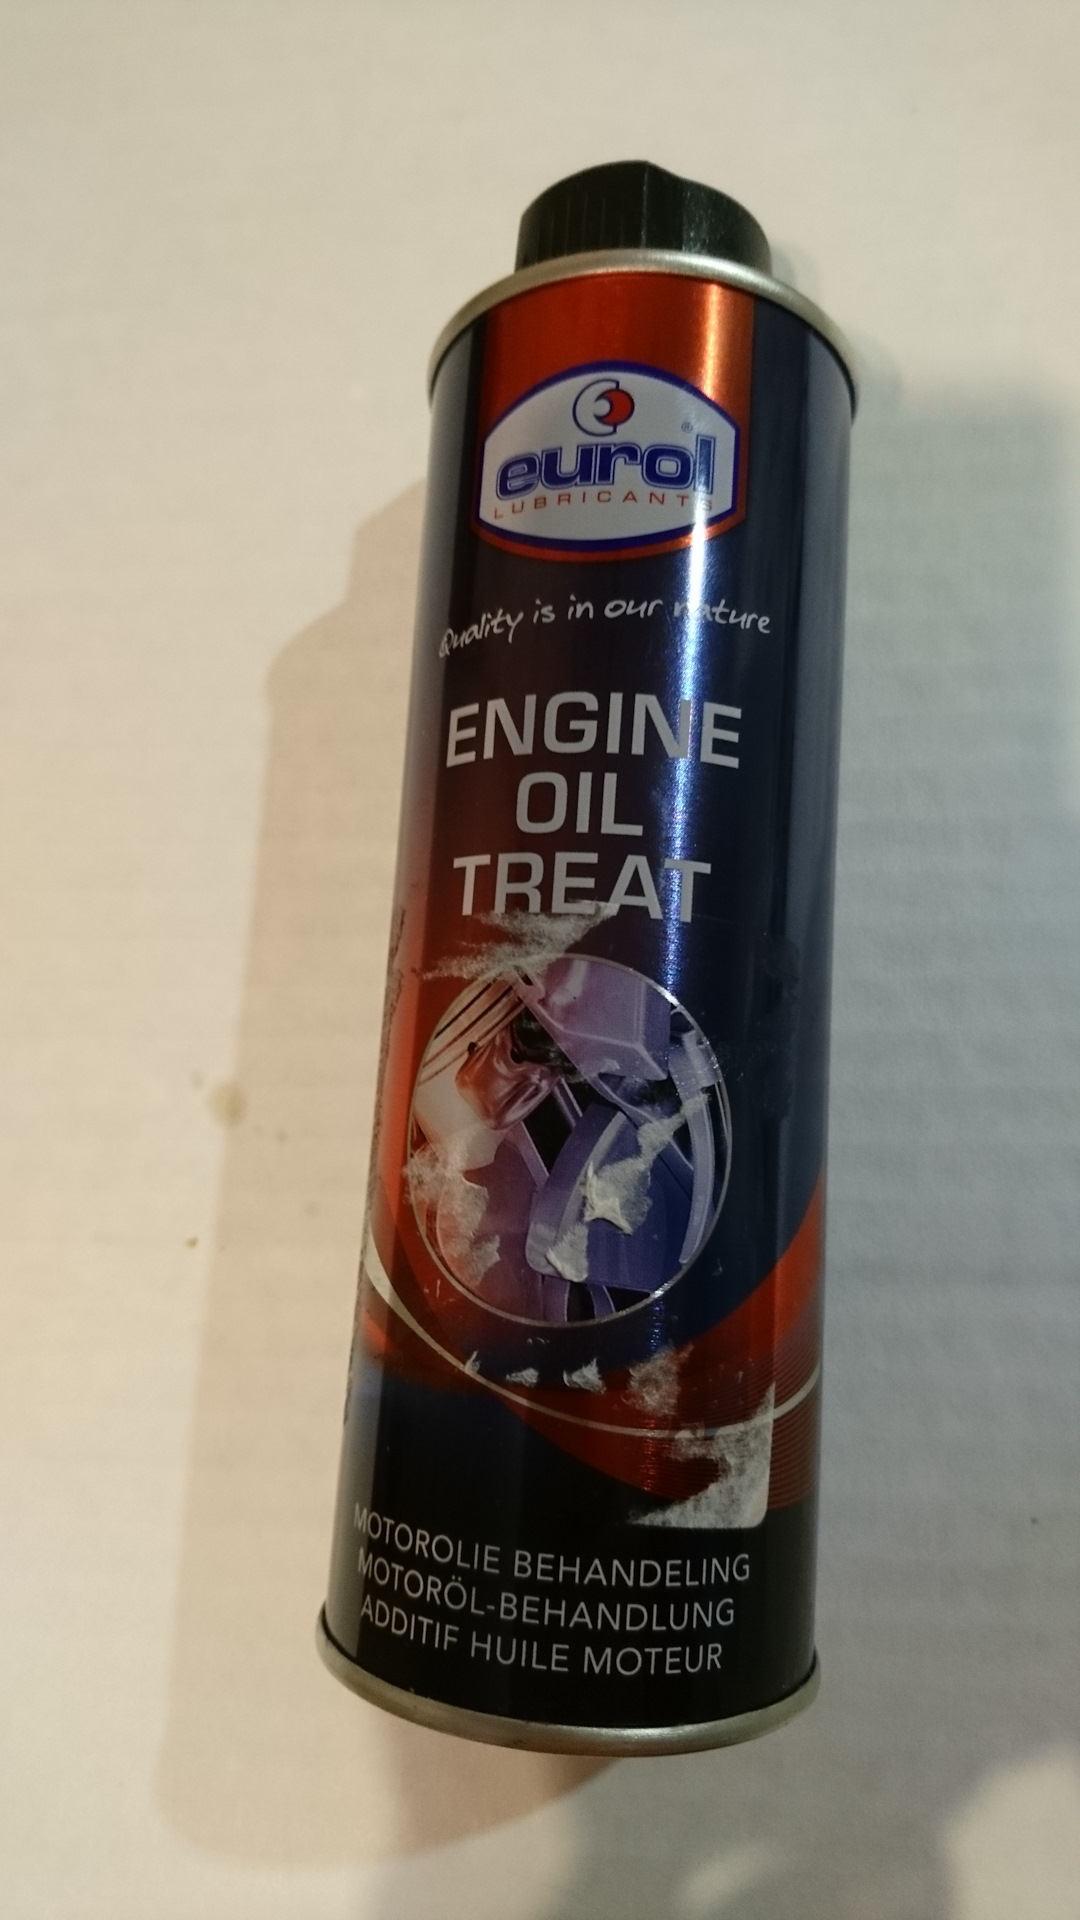 eurol
®
LUBRICANTS
Quality is in our nature
ENGINE
OIL
TREAT
MOTOROLIE BEHANDELING
MOTORÖL-BEHANDLUNG
ADDITIF HUILE MOTEUR